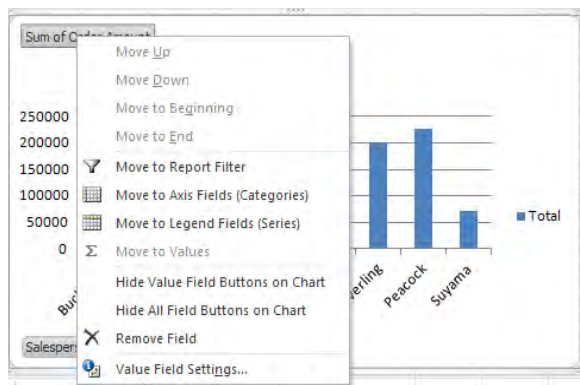 Sum of Order Amount
Move Up
Move Down
Move to Beginning
Move to End
Move to Report Filter
Move to Axis Fields (Categories)
Move to Legend Fields (Series)
Move to Values
Hide Value Field Buttons on Chart
Hide All Field Buttons on Chart
Remove Field
Value Field Settings...
250000
200000
150000
100000
50000
0
Peacock
Suyama
Total